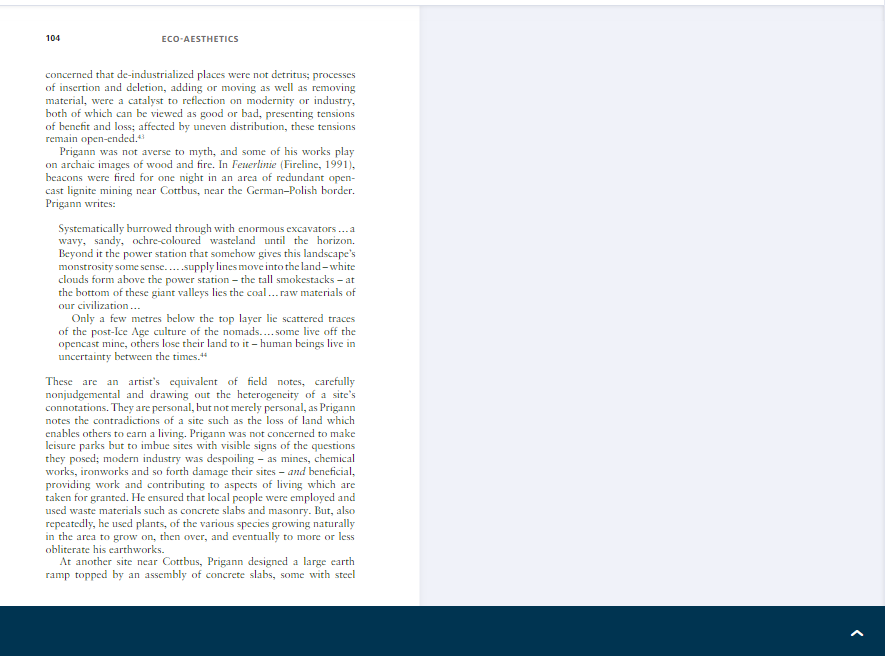 104
ECO-AESTHETICS
concerned that de-industrialized places were not detritus; processes
of insertion and deletion, adding or moving as well as removing
material, were a catalyst to reflection on modernity or industry,
both of which can be viewed as good or bad, presenting tensions
of benefit and loss; affected by uneven distribution, these tensions
remain open-ended.43
Prigann was not averse to myth, and some of his works play
on archaic images of wood and fire. In Feuerlinie (Fireline, 1991),
beacons were fired for one night in an area of redundant open-
cast lignite mining near Cottbus, near the German–Polish border.
Prigann writes:
Systematically burrowed through with enormous excavators … a
wavy, sandy, ochre-coloured wasteland until the horizon.
Beyond it the power station that somehow gives this landscape's
monstrosity some sense. … .supply lines move into the land – white
clouds form above the power station – the tall smokestacks – at
the bottom of these giant valleys lies the coal … raw materials of
our civilization …
Only a few metres below the top layer lie scattered traces
of the post-Ice Age culture of the nomads. … some live off the
opencast mine, others lose their land to it – human beings live in
uncertainty between the times.44
These are an artist's equivalent of field notes, carefully
nonjudgemental and drawing out the heterogeneity of a site's
connotations. They are personal, but not merely personal, as Prigann
notes the contradictions of a site such as the loss of land which
enables others to earn a living. Prigann was not concerned to make
leisure parks but to imbue sites with visible signs of the questions
they posed; modern industry was despoiling – as mines, chemical
works, ironworks and so forth damage their sites – and beneficial,
providing work and contributing to aspects of living which are
taken for granted. He ensured that local people were employed and
used waste materials such as concrete slabs and masonry. But, also
repeatedly, he used plants, of the various species growing naturally
in the area to grow on, then over, and eventually to more or less
obliterate his earthworks.
At another site near Cottbus, Prigann designed a large earth
ramp topped by an assembly of concrete slabs, some with steel